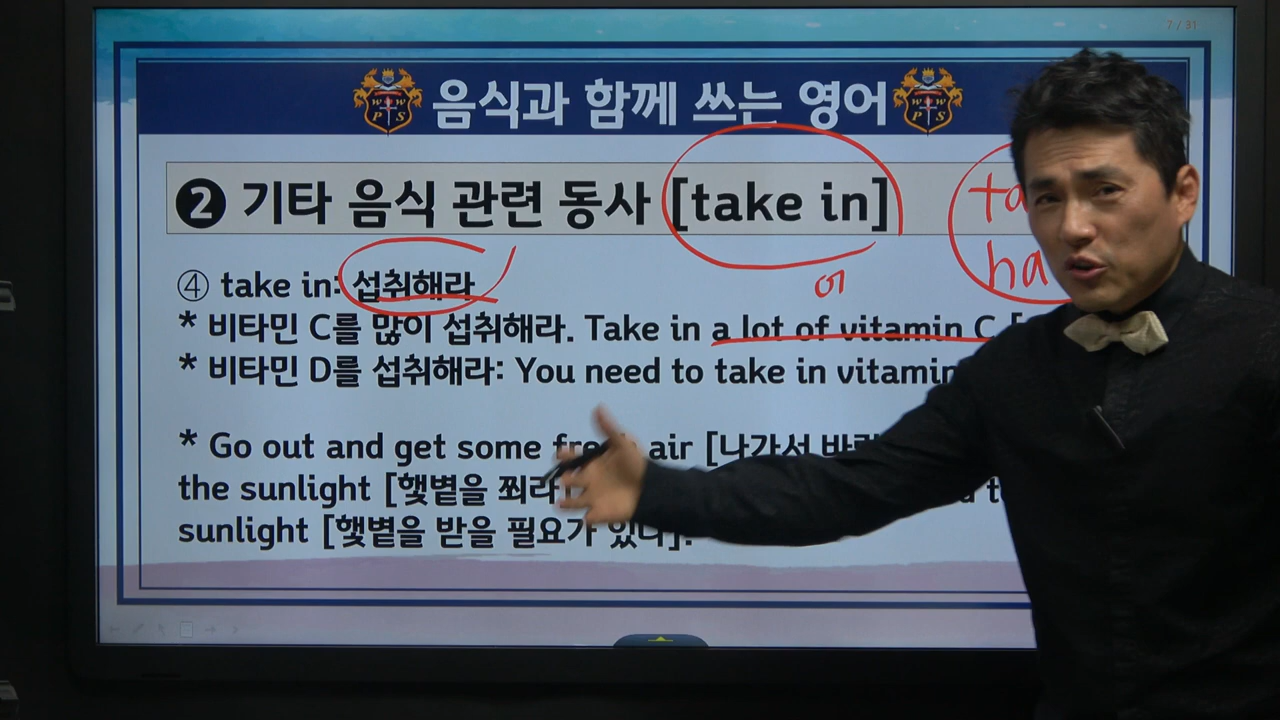 7 / 31
음식과 함께 쓰는 영어
W W
P S
W W
P S
❷ 기타 음식 관련 동사 [take in]
④ take in: 섭취해라
* 비타민 C를 많이 섭취해라. Take in a lot of vitamin C [
* 비타민 D를 섭취해라: You need to take in vitamin
* Go out and get some fresh air [나가서
the sunlight [햇볕을 쬐라
sunlight [햇볕을 받을 필요가 있다].